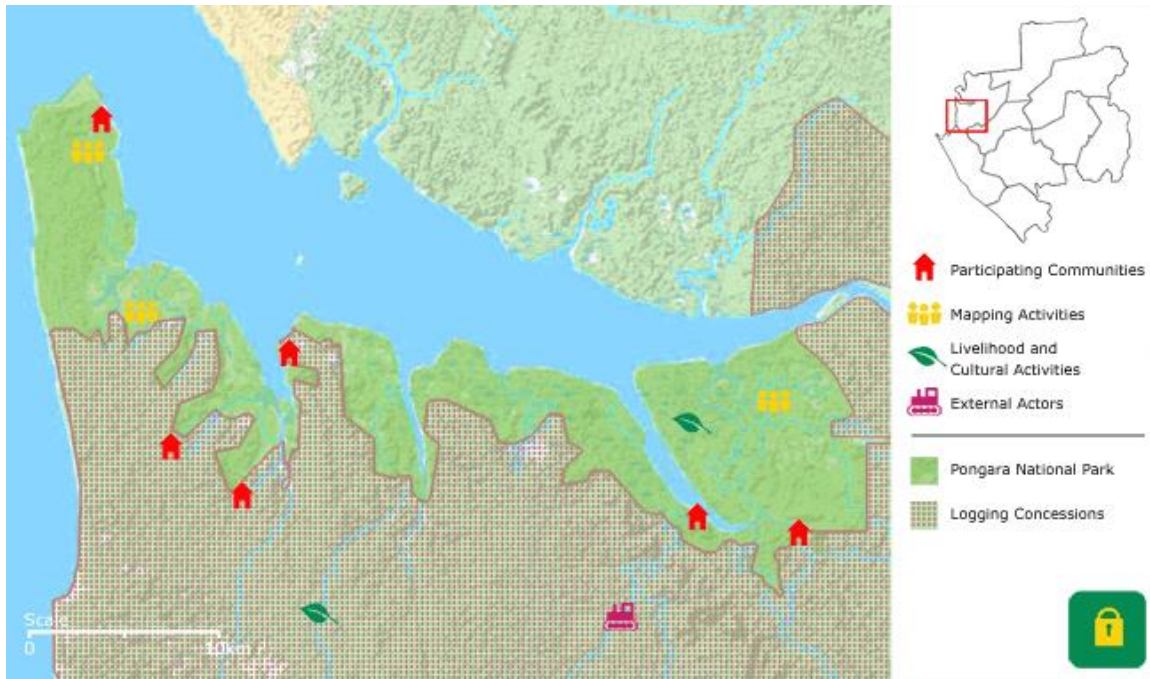 Participating Communities
Mapping Activities
Livelihood and
Cultural Activities
External Actors
Pongara National Park
Logging Concessions
Scale
0 10km